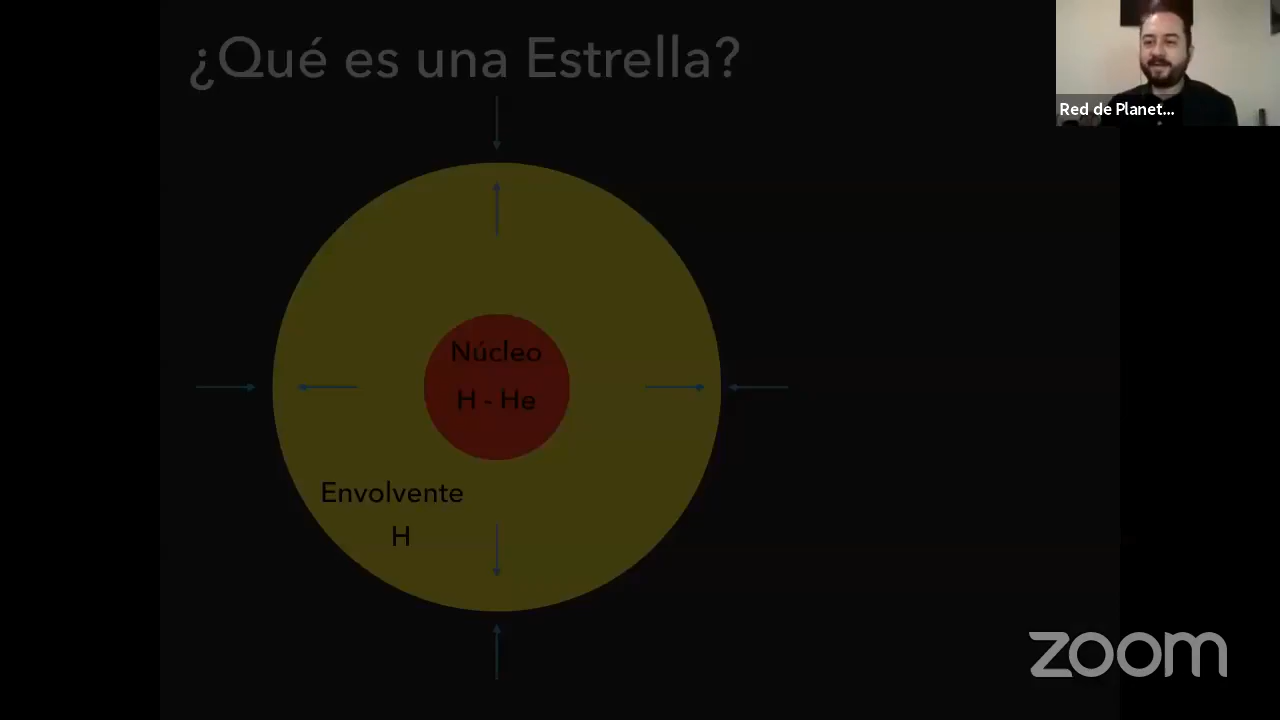 ¿Qué es una Estrella?
Red de Planet...
Núcleo
H - He
Envolvente
H
zoom